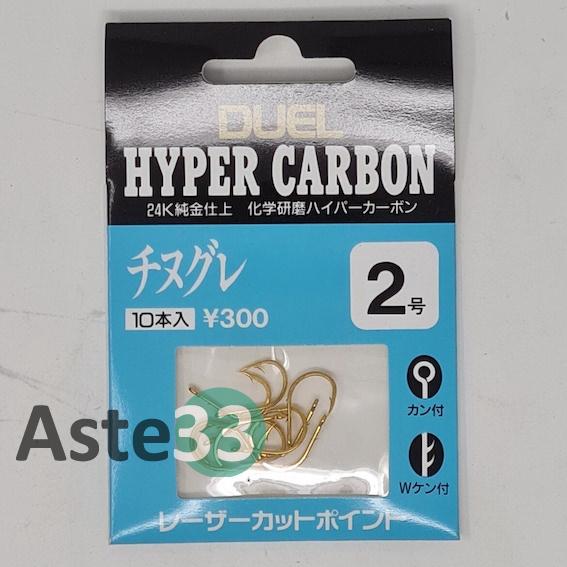 DUEL
HYPER CARBON
24K純金仕上 化学研磨ハイパーカーボン
チヌグレ
2号
10本入 ¥300
カン付
Aste33
Wケン付
レーザーカットポイント